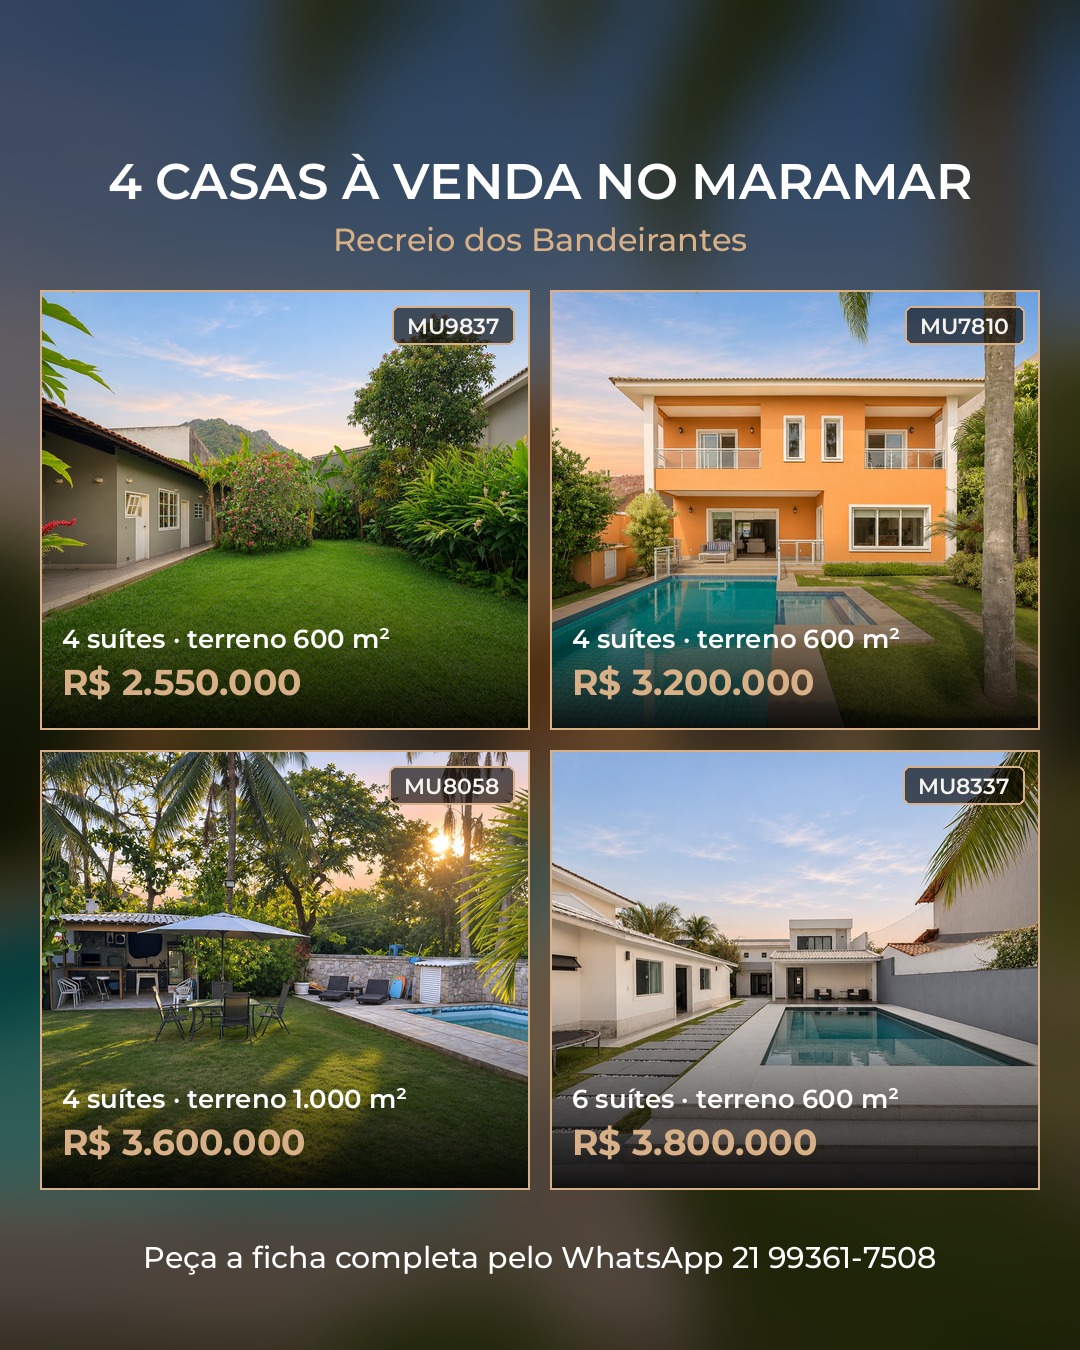 4 CASAS À VENDA NO MARAMAR
Recreio dos Bandeirantes
MU9837
4 suítes · terreno 600 m²
R$ 2.550.000
MU7810
4 suítes · terreno 600 m²
R$ 3.200.000
MU8058
4 suítes · terreno 1.000 m²
R$ 3.600.000
MU8337
6 suítes · terreno 600 m²
R$ 3.800.000
Peça a ficha completa pelo WhatsApp 21 99361-7508